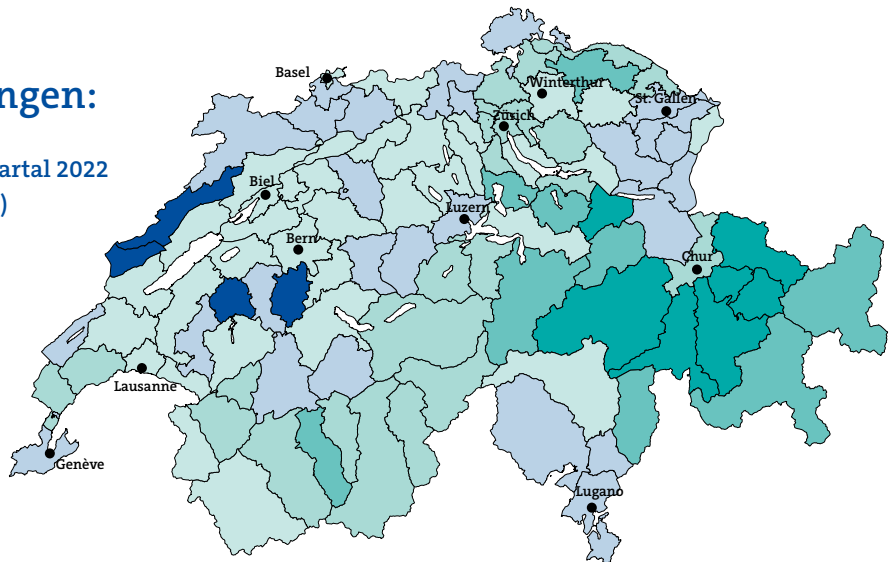 ngen:
artal 2022
)
Basel
Winterthur
St. Gallen
Zürich
Biel
Luzern
Bern
Chur
Lausanne
Genève
Lugano